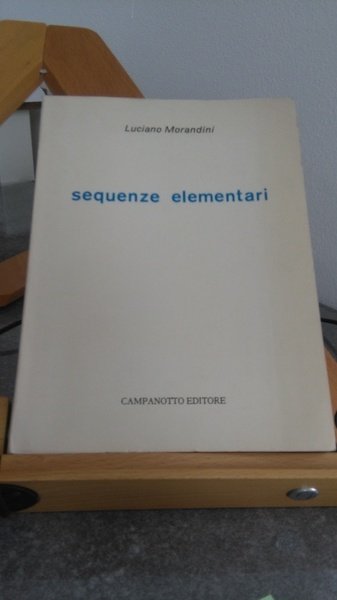 Luciano Morandini
sequenze elementari
CAMPANOTTO EDITORE